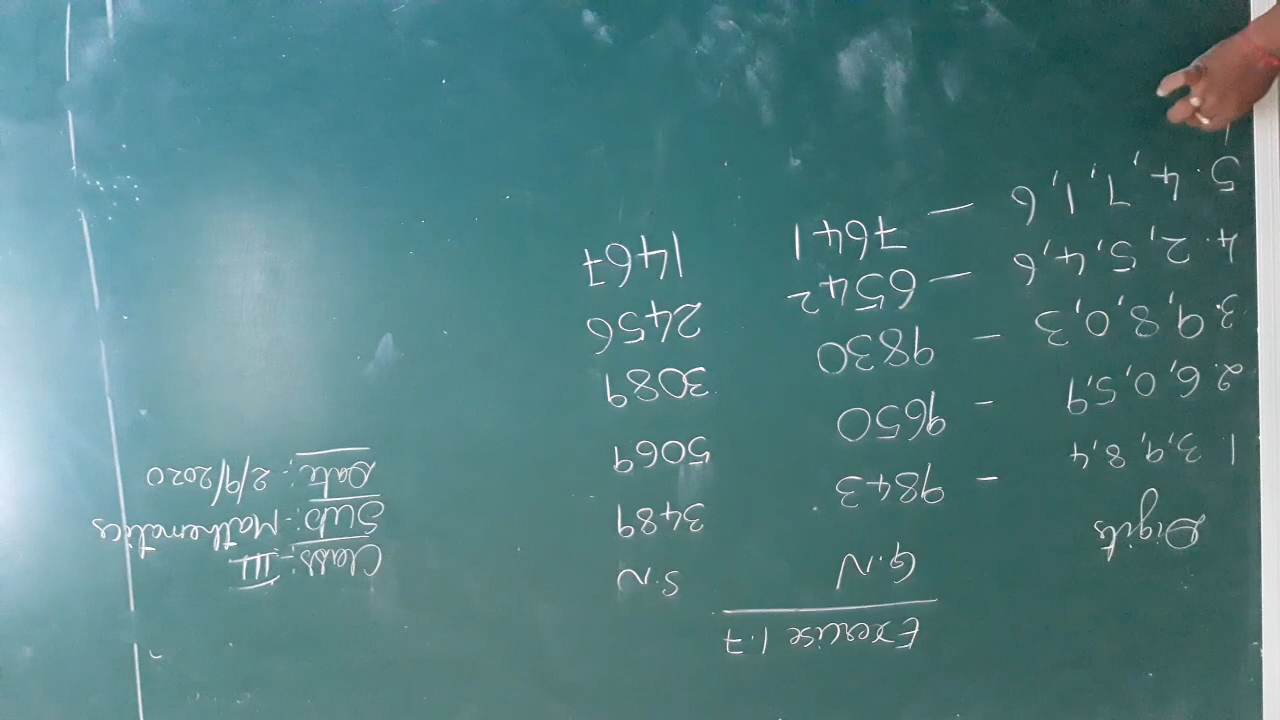 Exercise 1.7
Class:- III
Sub:- Mathematics
Date:- 2/9/2020
Digits G.N S.N
1. 3,9,8,4 - 9843 3489
2. 6,0,5,9 - 9650 5069
3. 9,8,0,3 - 9830 3089
4. 2,5,4,6 - 6542 2456
5. 4,7,1,6 - 7641 1467